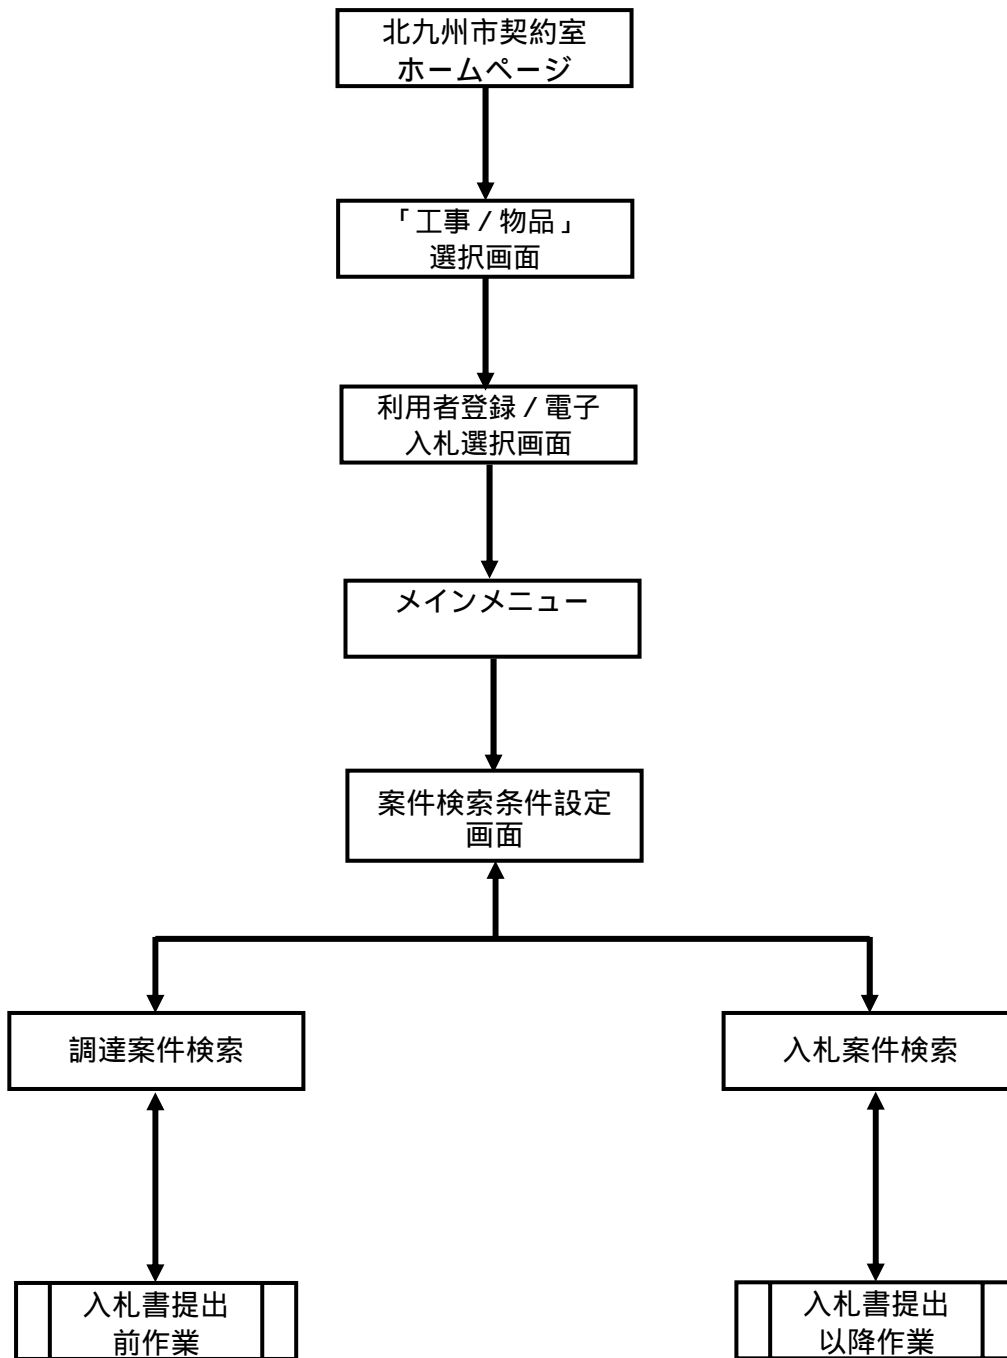 北九州市契約室
ホームページ
「工事/物品」
選択画面
利用者登録/電子
入札選択画面
メインメニュー
案件検索条件設定
画面
調達案件検索
入札案件検索
入札書提出
前作業
入札書提出
以降作業